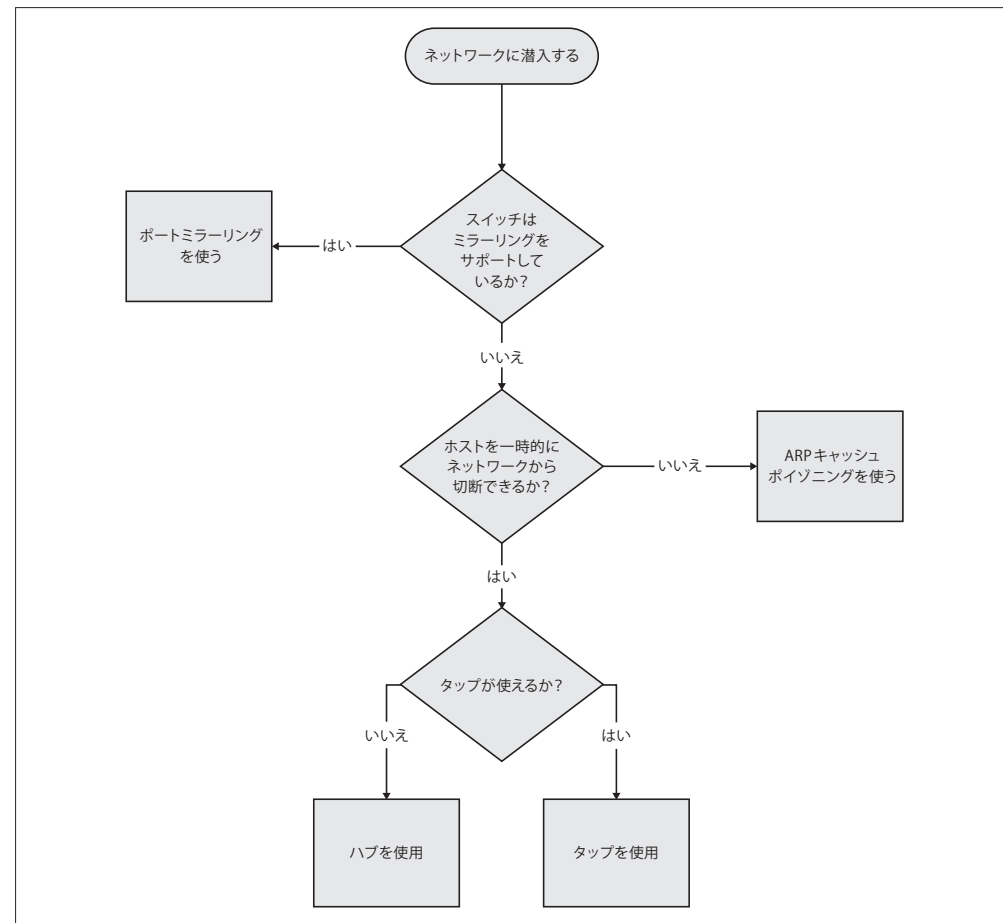 ネットワークに潜入する
スイッチは
ミラーリングを
サポートして
いるか？
はい
ポートミラーリング
を使う
いいえ
ホストを一時的に
ネットワークから
切断できるか？
いいえ
ARPキャッシュ
ポイゾニングを使う
はい
タップが使えるか？
いいえ
はい
ハブを使用
タップを使用